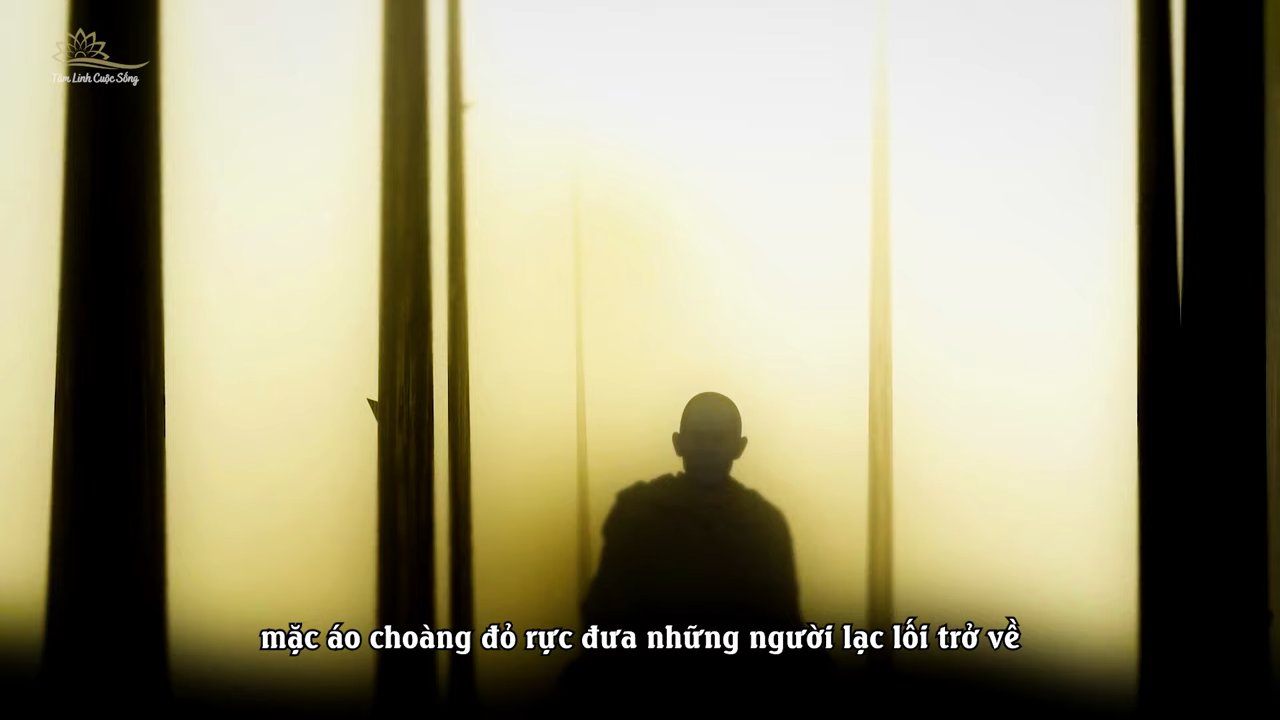 Tâm Linh Cuộc Sống
mặc áo choàng đỏ rực đưa những người lạc lối trở về